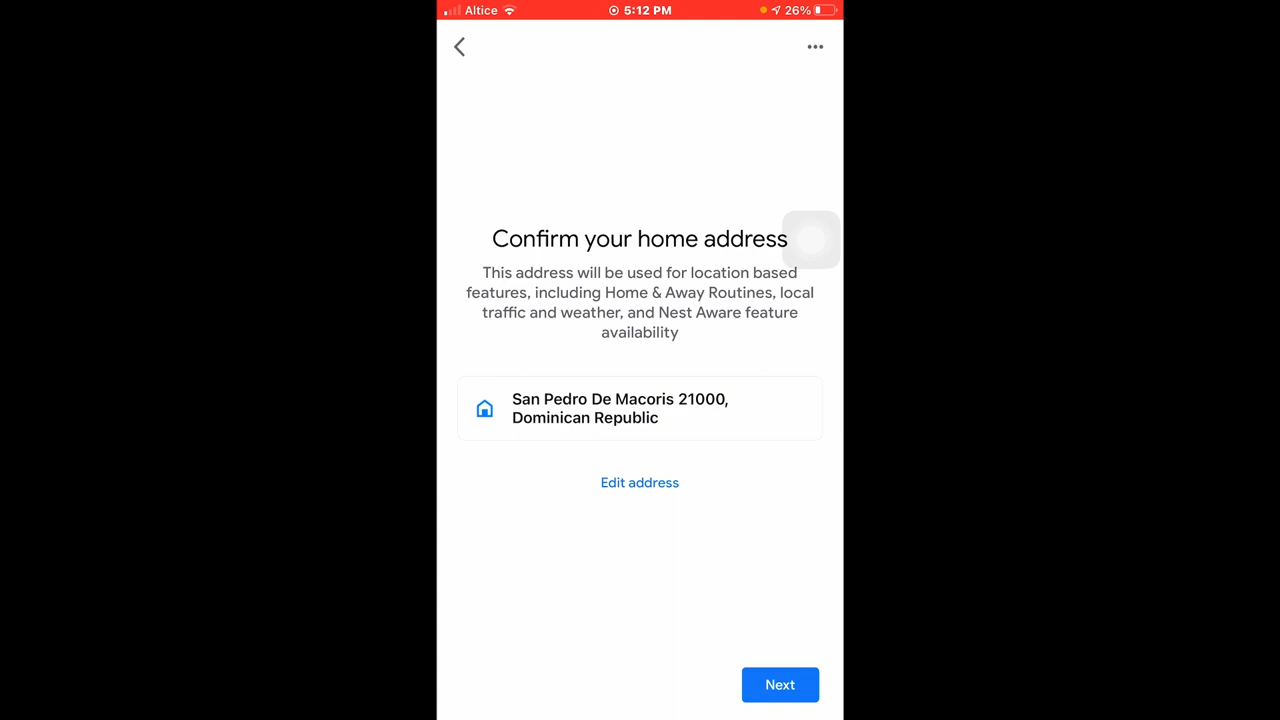 Altice 5:12 PM 26%
Confirm your home address
This address will be used for location based
features, including Home & Away Routines, local
traffic and weather, and Nest Aware feature
availability
San Pedro De Macoris 21000,
Dominican Republic
Edit address
Next